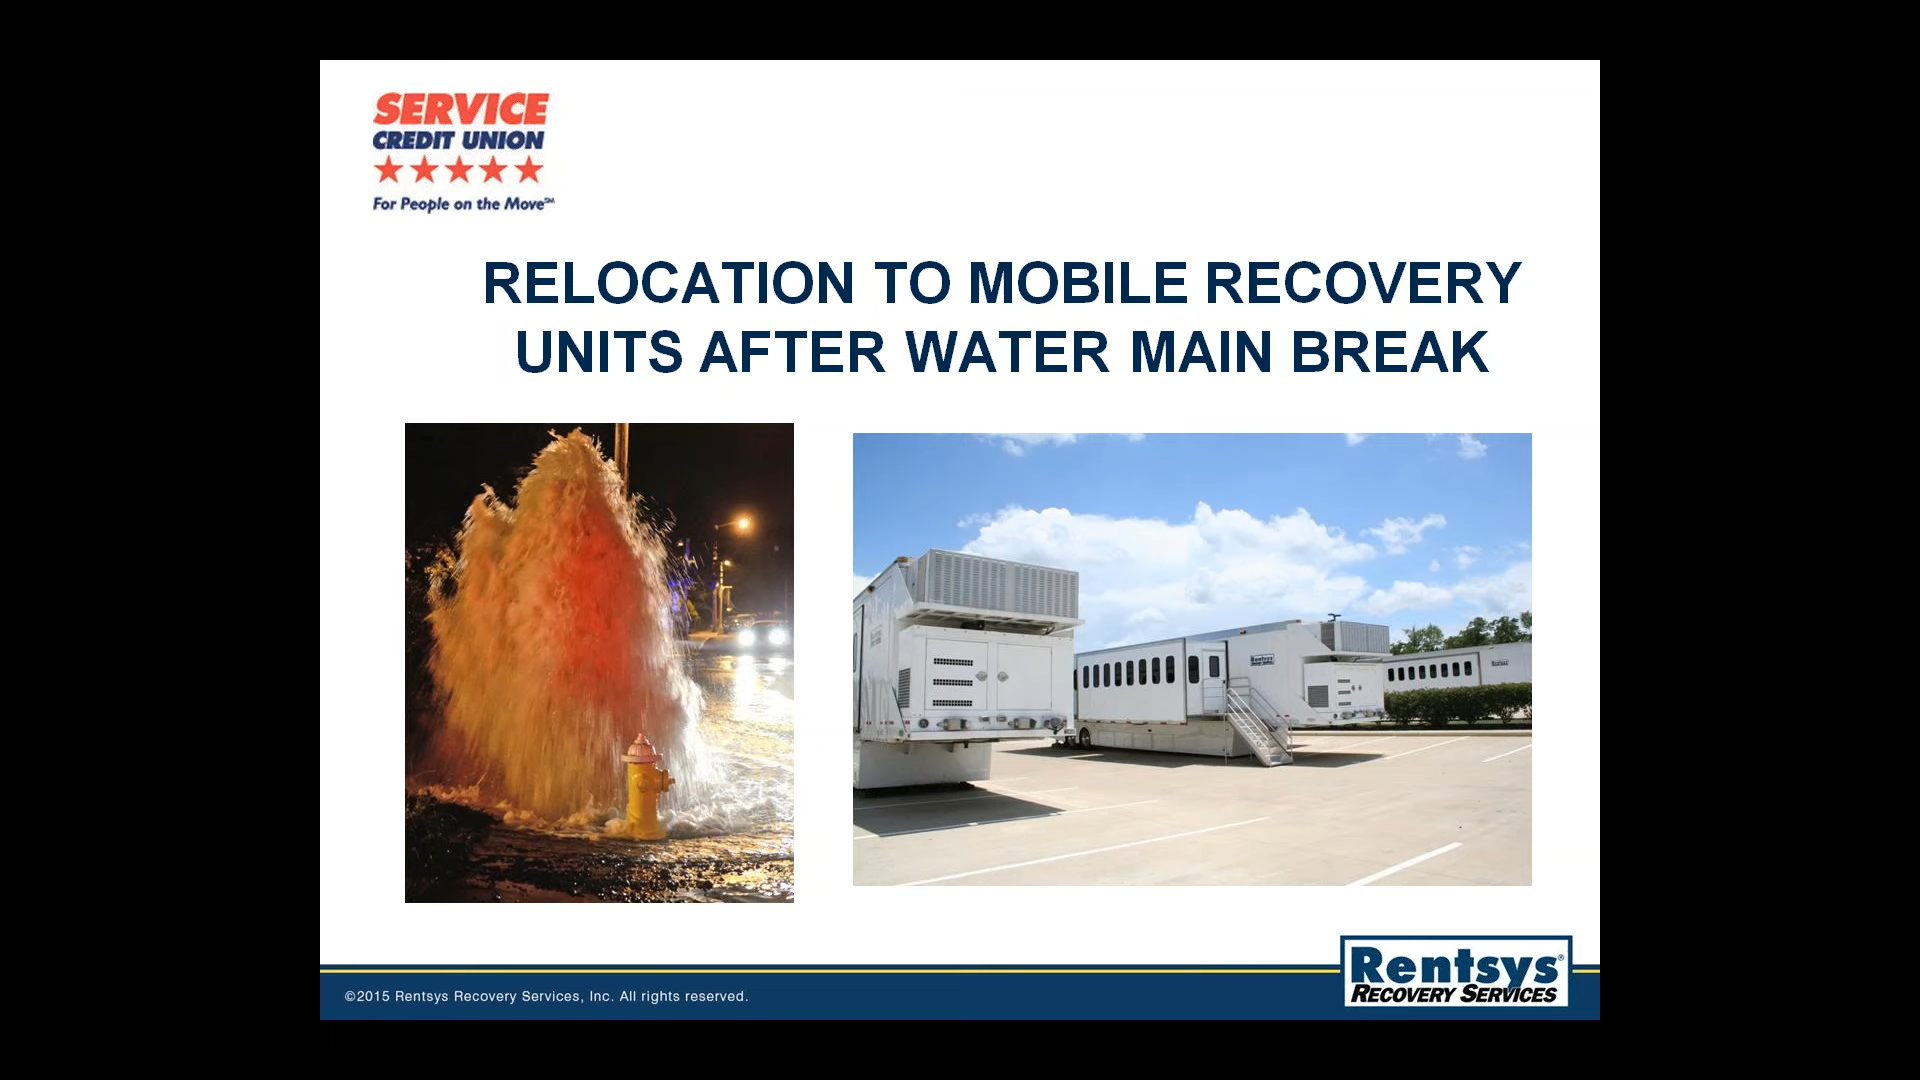 SERVICE
CREDIT UNION
For People on the Move℠
RELOCATION TO MOBILE RECOVERY
UNITS AFTER WATER MAIN BREAK
Rentsys
©2015 Rentsys Recovery Services, Inc. All rights reserved.
Rentsys®
RECOVERY SERVICES